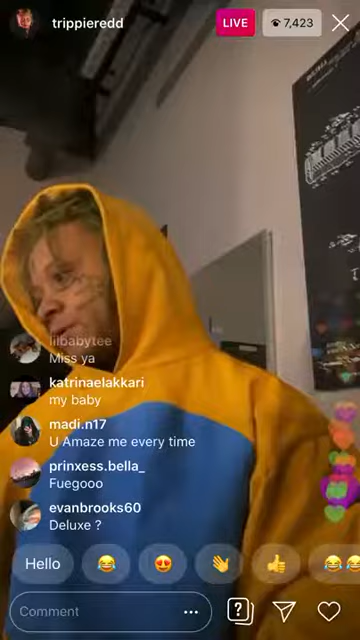 trippieredd
LIVE
7,423
lilbabytee
Miss ya
katrinaelakkari
my baby
madi.n17
U Amaze me every time
prinxess.bella_
Fuegooo
evanbrooks60
Deluxe ?
Hello
Comment